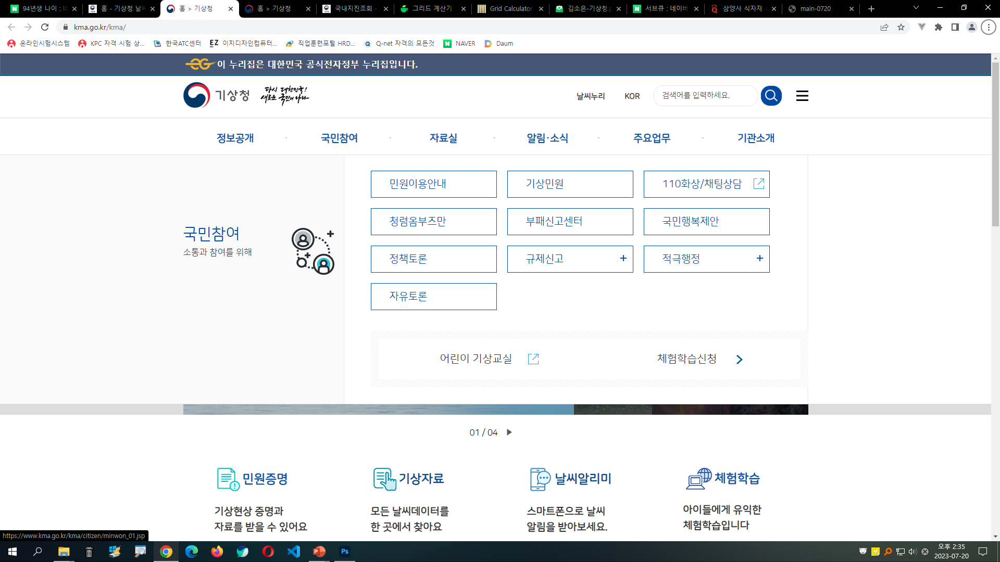 94년생 나이 : 네
홈 - 기상청 날씨
홈 > 기상청
홈 > 기상청
국내지진조회 -
그리드 계산기 :
Grid Calculator
김소은-기상청.p
서브큐 : 네이버
삼양사 식자재
main-0720
kma.go.kr/kma/
온라인시험시스템
KPC 자격 시험 상...
한국ATC센터
EZ 이지디자인컴퓨터...
직업훈련포털 HRD...
Q-net 자격의 모든것
NAVER
Daum
이 누리집은 대한민국 공식전자정부 누리집입니다.
기상청
다시 대한민국!
새로운 국민의 나라
날씨누리
KOR
검색어를 입력하세요.
정보공개
국민참여
자료실
알림·소식
주요업무
기관소개
국민참여
소통과 참여를 위해
민원이용안내
기상민원
110화상/채팅상담
청렴옴부즈만
부패신고센터
국민행복제안
정책토론
규제신고 +
적극행정 +
자유토론
어린이 기상교실
체험학습신청
01 / 04
민원증명
기상현상 증명과
자료를 받을 수 있어요
기상자료
모든 날씨데이터를
한 곳에서 찾아요
날씨알리미
스마트폰으로 날씨
알림을 받아보세요.
체험학습
아이들에게 유익한
체험학습입니다
https://www.kma.go.kr/kma/citizen/minwon_01.jsp
Ps
오후 2:35
2023-07-20